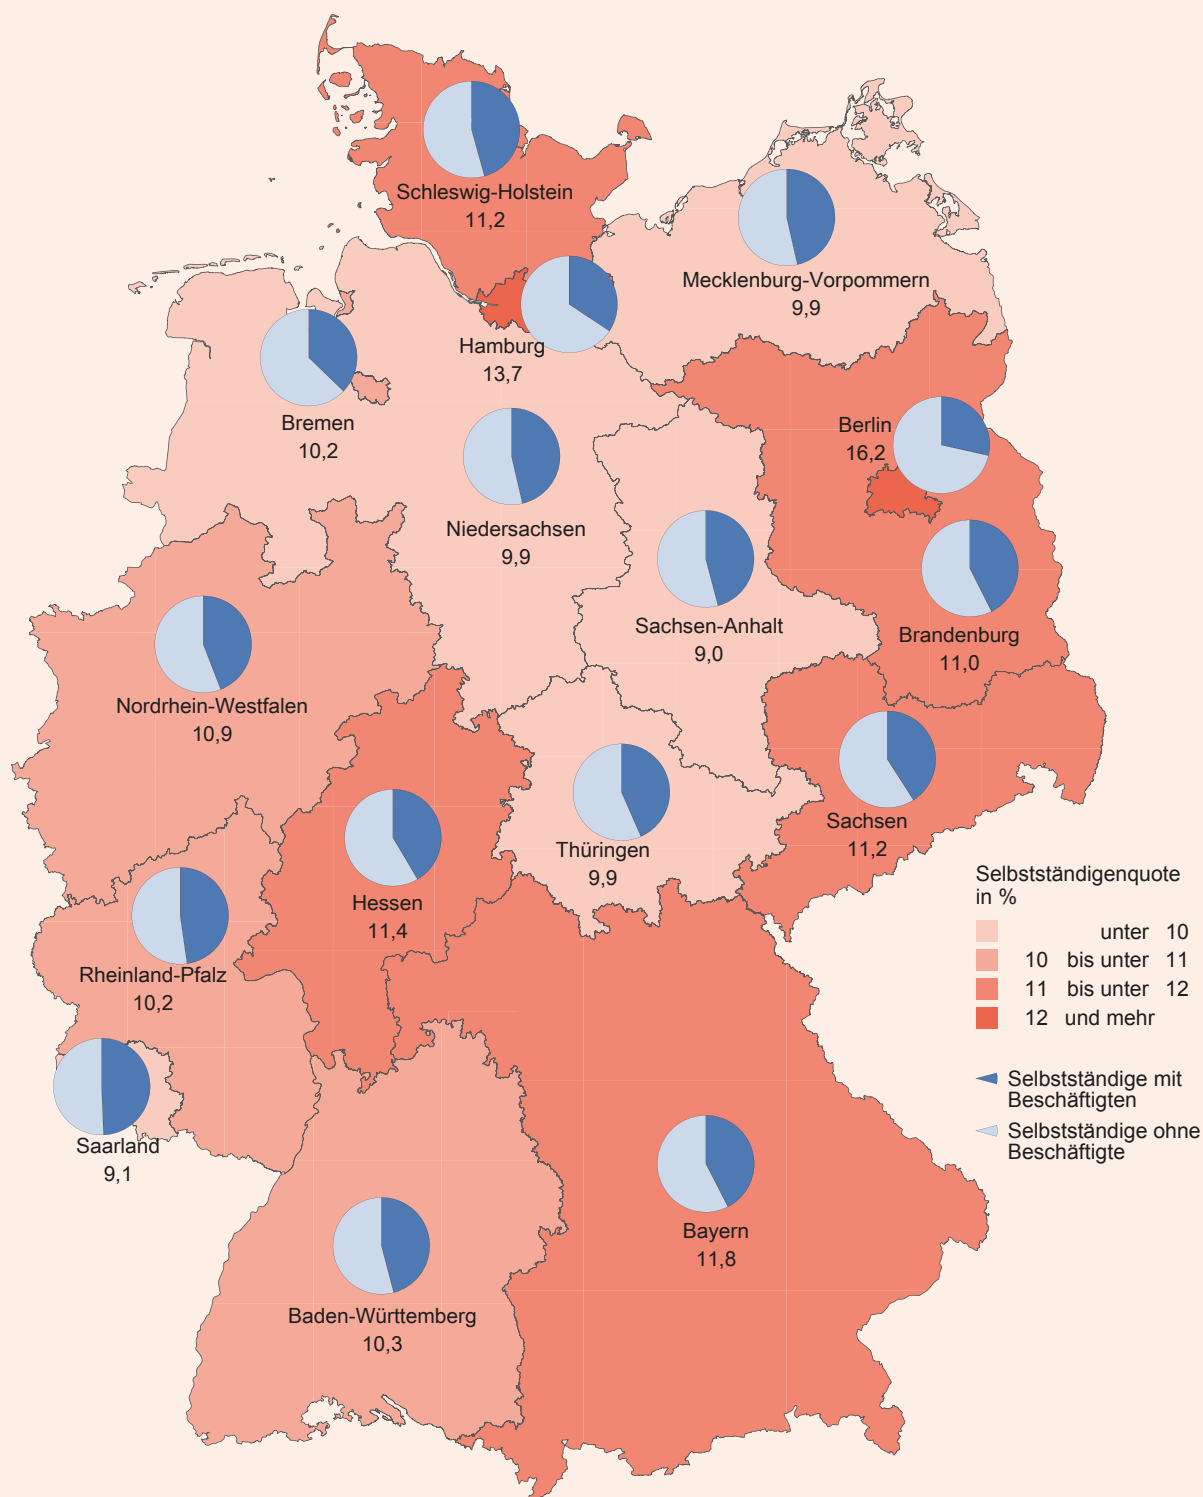 Schleswig-Holstein
11,2
Mecklenburg-Vorpommern
9,9
Hamburg
13,7
Bremen
10,2
Berlin
16,2
Niedersachsen
9,9
Sachsen-Anhalt
9,0
Brandenburg
11,0
Nordrhein-Westfalen
10,9
Sachsen
11,2
Thüringen
9,9
Hessen
11,4
Rheinland-Pfalz
10,2
Saarland
9,1
Bayern
11,8
Baden-Württemberg
10,3
Selbstständigenquote
in %
unter 10
10 bis unter 11
11 bis unter 12
12 und mehr
Selbstständige mit
Beschäftigten
Selbstständige ohne
Beschäftigte